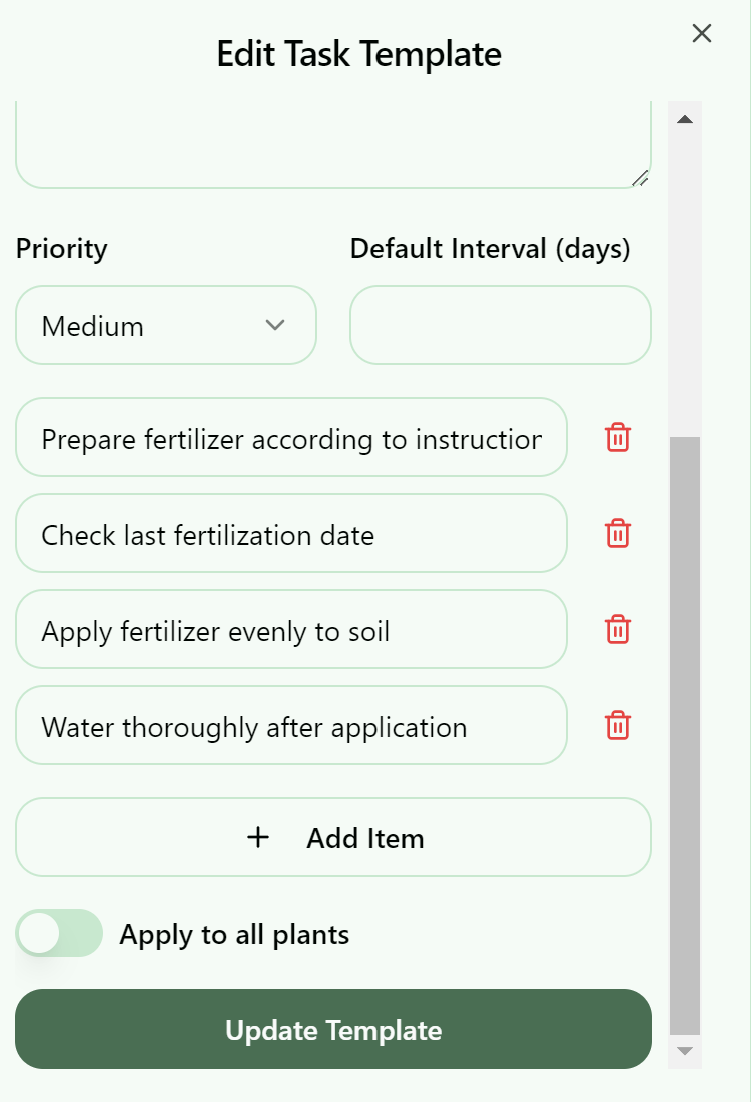 Edit Task Template
Priority
Default Interval (days)
Medium
Prepare fertilizer according to instruction
Check last fertilization date
Apply fertilizer evenly to soil
Water thoroughly after application
+ Add Item
Apply to all plants
Update Template